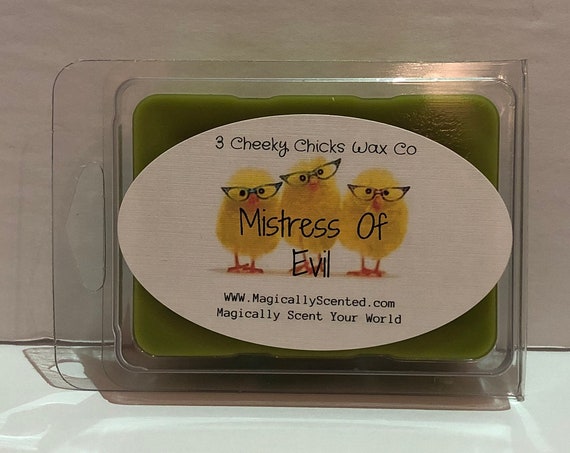 3 Cheeky Chicks Wax Co
Mistress Of
Evil
WWW.MagicallyScented.com
Magically Scent Your World